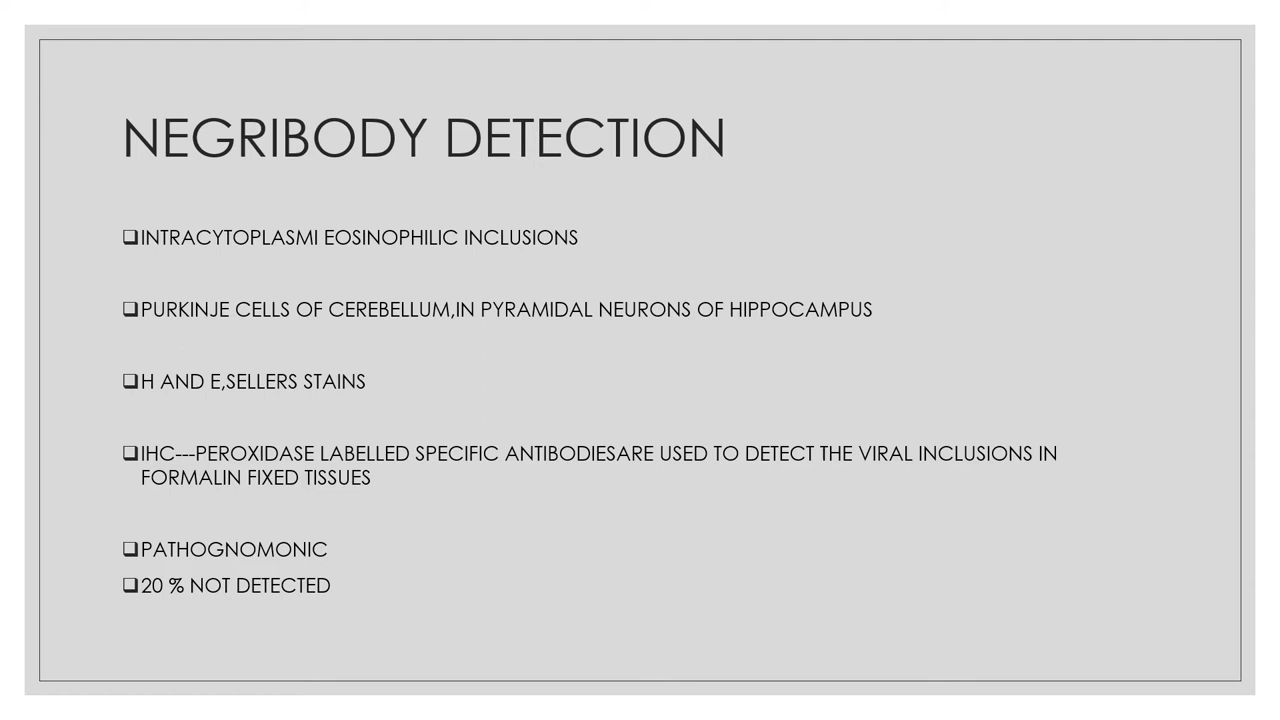 NEGRIBODY DETECTION
❑INTRACYTOPLASMI EOSINOPHILIC INCLUSIONS
❑PURKINJE CELLS OF CEREBELLUM,IN PYRAMIDAL NEURONS OF HIPPOCAMPUS
❑H AND E,SELLERS STAINS
❑IHC---PEROXIDASE LABELLED SPECIFIC ANTIBODIESARE USED TO DETECT THE VIRAL INCLUSIONS IN
FORMALIN FIXED TISSUES
❑PATHOGNOMONIC
❑20 % NOT DETECTED